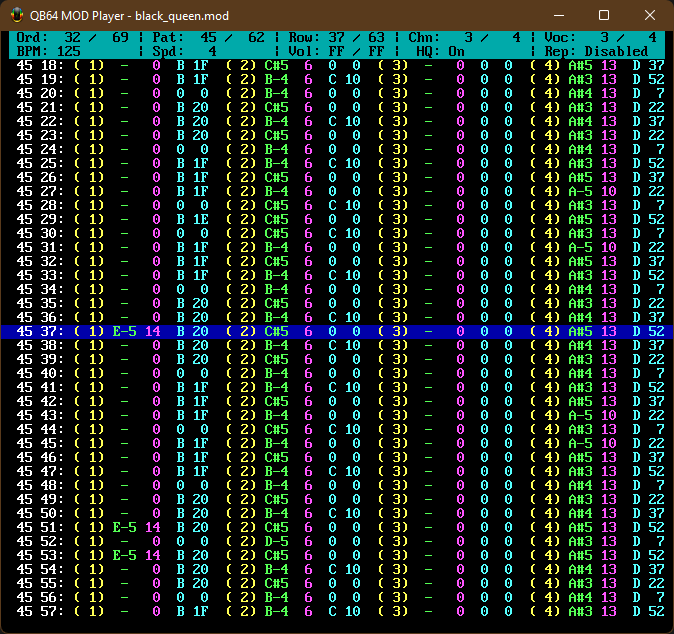 QB64 MOD Player - black_queen.mod
Ord: 32 / 69 | Pat: 45 / 62 | Row: 37 / 63 | Chn: 3 / 4 | Voc: 3 / 4
BPM: 125 Spd: 4 | Vol: FF / FF | HQ: On | Rep: Disabled
45 18: ( 1) - 0 B 1F ( 2) C#5 6 0 0 ( 3) - 0 0 0 ( 4) A#5 13 D 37
45 19: ( 1) - 0 B 1F ( 2) B-4 6 C 10 ( 3) - 0 0 0 ( 4) A#3 13 D 52
45 20: ( 1) - 0 0 0 ( 2) B-4 6 0 0 ( 3) - 0 0 0 ( 4) A#4 13 D 7
45 21: ( 1) - 0 B 20 ( 2) C#5 6 0 0 ( 3) - 0 0 0 ( 4) A#3 13 D 22
45 22: ( 1) - 0 B 20 ( 2) B-4 6 C 10 ( 3) - 0 0 0 ( 4) A#4 13 D 37
45 23: ( 1) - 0 B 20 ( 2) C#5 6 0 0 ( 3) - 0 0 0 ( 4) A#5 13 D 22
45 24: ( 1) - 0 0 0 ( 2) B-4 6 0 0 ( 3) - 0 0 0 ( 4) A#4 13 D 7
45 25: ( 1) - 0 B 1F ( 2) B-4 6 C 10 ( 3) - 0 0 0 ( 4) A#3 13 D 52
45 26: ( 1) - 0 B 1F ( 2) C#5 6 0 0 ( 3) - 0 0 0 ( 4) A#5 13 D 37
45 27: ( 1) - 0 B 1F ( 2) B-4 6 C 10 ( 3) - 0 0 0 ( 4) A-5 10 D 22
45 28: ( 1) - 0 0 0 ( 2) C#5 6 0 0 ( 3) - 0 0 0 ( 4) A#3 13 D 7
45 29: ( 1) - 0 B 1E ( 2) C#5 6 0 0 ( 3) - 0 0 0 ( 4) A#5 13 D 52
45 30: ( 1) - 0 0 0 ( 2) C#5 6 0 0 ( 3) - 0 0 0 ( 4) A#3 13 D 7
45 31: ( 1) - 0 B 1F ( 2) B-4 6 C 10 ( 3) - 0 0 0 ( 4) A-5 10 D 22
45 32: ( 1) - 0 B 1F ( 2) C#5 6 0 0 ( 3) - 0 0 0 ( 4) A#5 13 D 37
45 33: ( 1) - 0 B 1F ( 2) B-4 6 C 10 ( 3) - 0 0 0 ( 4) A#3 13 D 52
45 34: ( 1) - 0 0 0 ( 2) B-4 6 0 0 ( 3) - 0 0 0 ( 4) A#4 13 D 7
45 35: ( 1) - 0 B 20 ( 2) C#5 6 0 0 ( 3) - 0 0 0 ( 4) A#3 13 D 22
45 36: ( 1) - 0 B 20 ( 2) B-4 6 C 10 ( 3) - 0 0 0 ( 4) A#4 13 D 37
45 37: ( 1) E-5 14 B 20 ( 2) C#5 6 0 0 ( 3) - 0 0 0 ( 4) A#5 13 D 52
45 38: ( 1) - 0 B 20 ( 2) B-4 6 C 10 ( 3) - 0 0 0 ( 4) A#4 13 D 37
45 39: ( 1) - 0 B 20 ( 2) C#5 6 0 0 ( 3) - 0 0 0 ( 4) A#3 13 D 22
45 40: ( 1) - 0 0 0 ( 2) B-4 6 0 0 ( 3) - 0 0 0 ( 4) A#4 13 D 7
45 41: ( 1) - 0 B 1F ( 2) B-4 6 C 10 ( 3) - 0 0 0 ( 4) A#3 13 D 52
45 42: ( 1) - 0 B 1F ( 2) C#5 6 0 0 ( 3) - 0 0 0 ( 4) A#5 13 D 37
45 43: ( 1) - 0 B 1F ( 2) B-4 6 C 10 ( 3) - 0 0 0 ( 4) A-5 10 D 22
45 44: ( 1) - 0 0 0 ( 2) C#5 6 0 0 ( 3) - 0 0 0 ( 4) A#3 13 D 7
45 45: ( 1) - 0 B 1F ( 2) B-4 6 C 10 ( 3) - 0 0 0 ( 4) A-5 10 D 22
45 46: ( 1) - 0 B 1F ( 2) C#5 6 0 0 ( 3) - 0 0 0 ( 4) A#5 13 D 37
45 47: ( 1) - 0 B 1F ( 2) B-4 6 C 10 ( 3) - 0 0 0 ( 4) A#3 13 D 52
45 48: ( 1) - 0 0 0 ( 2) B-4 6 0 0 ( 3) - 0 0 0 ( 4) A#4 13 D 7
45 49: ( 1) - 0 B 20 ( 2) C#5 6 0 0 ( 3) - 0 0 0 ( 4) A#3 13 D 22
45 50: ( 1) - 0 B 20 ( 2) B-4 6 C 10 ( 3) - 0 0 0 ( 4) A#4 13 D 37
45 51: ( 1) E-5 14 B 20 ( 2) C#5 6 0 0 ( 3) - 0 0 0 ( 4) A#5 13 D 52
45 52: ( 1) - 0 0 0 ( 2) D-5 6 0 0 ( 3) - 0 0 0 ( 4) A#4 13 D 7
45 53: ( 1) E-5 14 B 20 ( 2) C#5 6 0 0 ( 3) - 0 0 0 ( 4) A#5 13 D 52
45 54: ( 1) - 0 B 20 ( 2) B-4 6 C 10 ( 3) - 0 0 0 ( 4) A#4 13 D 37
45 55: ( 1) - 0 B 20 ( 2) C#5 6 0 0 ( 3) - 0 0 0 ( 4) A#3 13 D 22
45 56: ( 1) - 0 0 0 ( 2) B-4 6 0 0 ( 3) - 0 0 0 ( 4) A#4 13 D 7
45 57: ( 1) - 0 B 1F ( 2) B-4 6 C 10 ( 3) - 0 0 0 ( 4) A#3 13 D 52